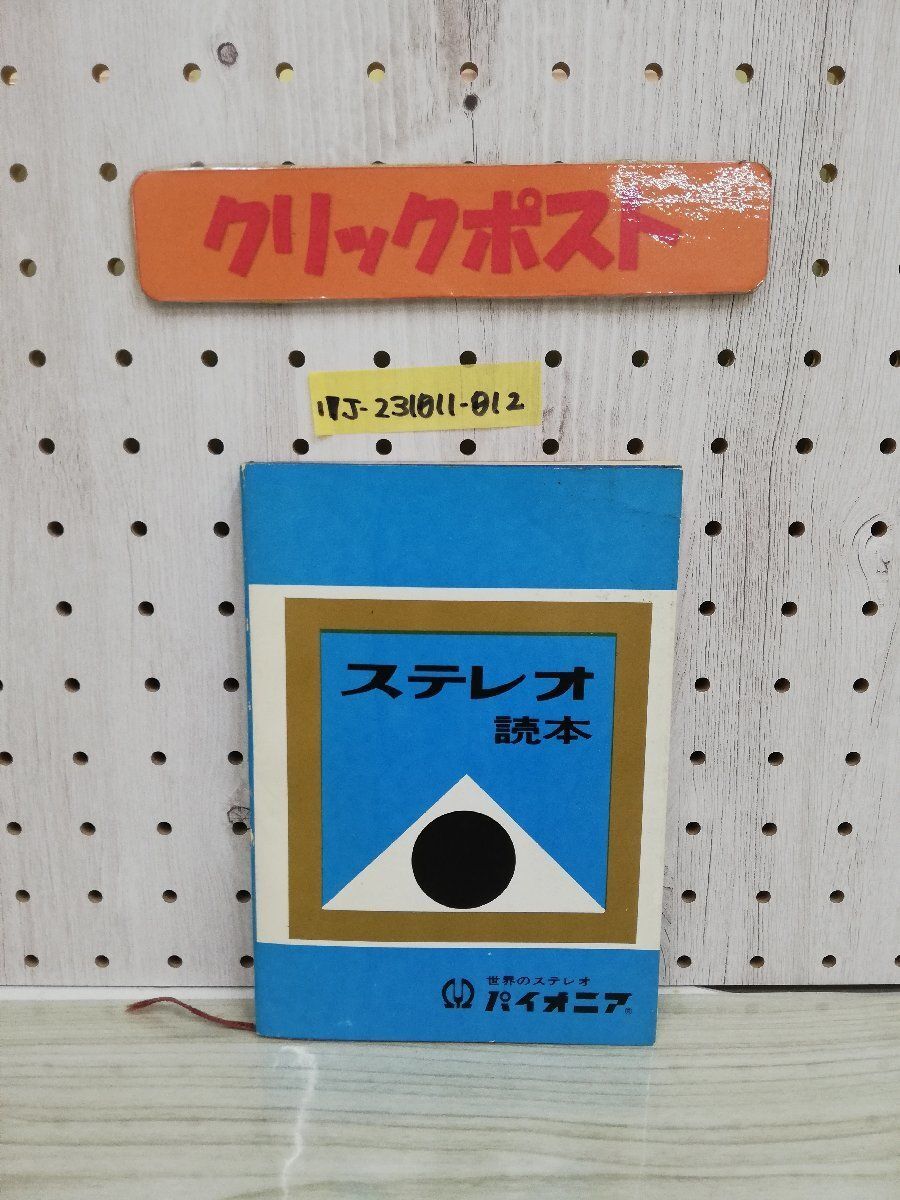 クリックポスト
17J-231011-012
ステレオ
読本
世界のステレオ
パイオニア